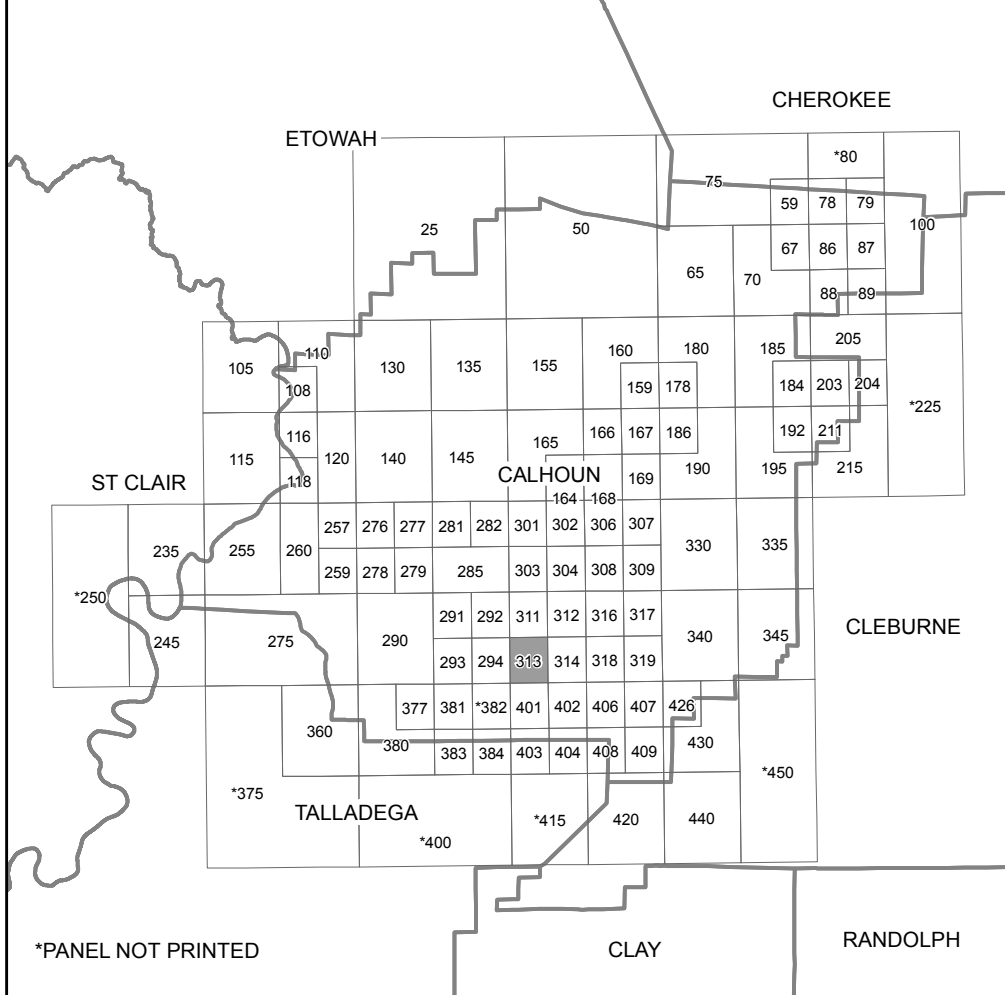 CHEROKEE
ETOWAH
*80
75
59 78 79
25 50 100
67 86 87
65 70
88 89
205
110 130 135 155 160 180 185
105
108 159 178 184 203 204
*225
116 165 166 167 186 192 211
115 120 140 145 190 195 215
CALHOUN 169
ST CLAIR 118
164 168
257 276 277 281 282 301 302 306 307
235 255 260 330 335
259 278 279 285 303 304 308 309
*250
291 292 311 312 316 317
245 275 290 340 345 CLEBURNE
293 294 313 314 318 319
377 381 *382 401 402 406 407 426
360 380 430
383 384 403 404 408 409
*450
*375
TALLADEGA *415 420 440
*400
*PANEL NOT PRINTED CLAY RANDOLPH